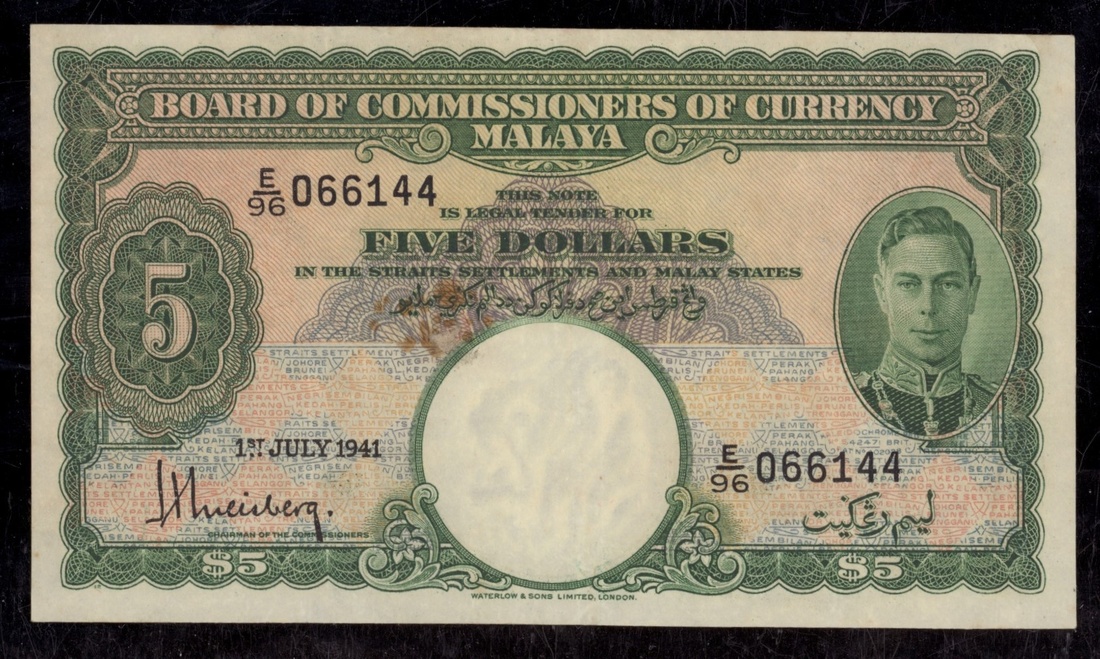 BOARD OF COMMISSIONERS OF CURRENCY
MALAYA
E/96 066144
THIS NOTE
IS LEGAL TENDER FOR
FIVE DOLLARS
IN THE STRAITS SETTLEMENTS AND MALAY STATES
5
1ST JULY 1941
E/96 066144
CHAIRMAN OF THE COMMISSIONERS
ليم رڠݢيت
$5
$5
WATERLOW & SONS LIMITED, LONDON.